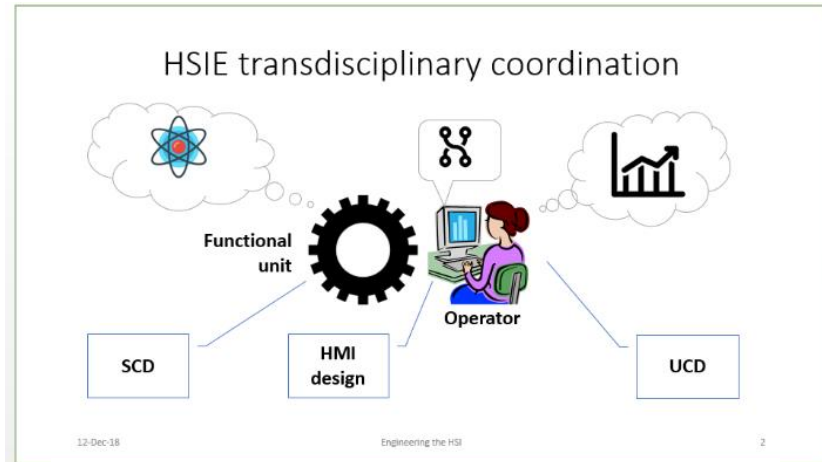 HSIE transdisciplinary coordination
Functional
unit
Operator
SCD
HMI
design
UCD
12-Dec-18
Engineering the HSI
2